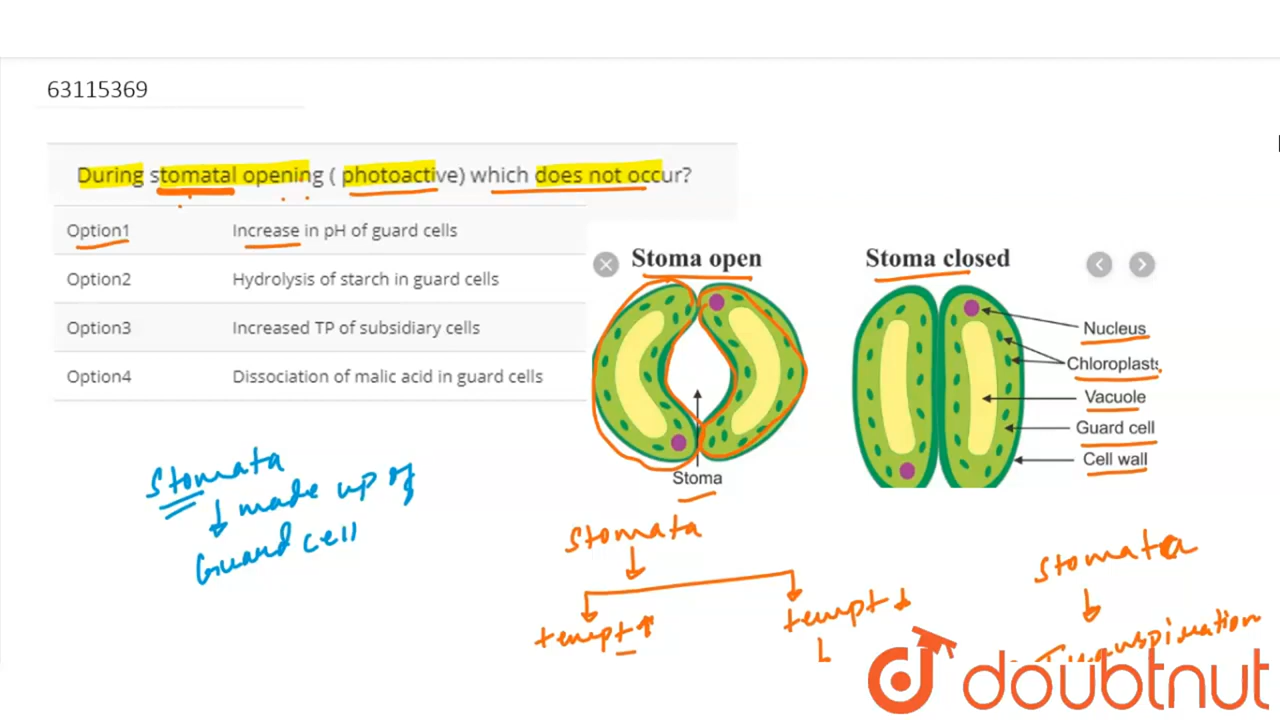 63115369
During stomatal opening ( photoactive) which does not occur?
Option1 Increase in pH of guard cells
Option2 Hydrolysis of starch in guard cells
Option3 Increased TP of subsidiary cells
Option4 Dissociation of malic acid in guard cells
Stoma open
Stoma closed
Nucleus
Chloroplasts
Vacuole
Guard cell
Cell wall
Stoma
Stomata
made up of
Guard cell
Stomata
tempt
tempt
Stomata
Transpiration
doubtnut